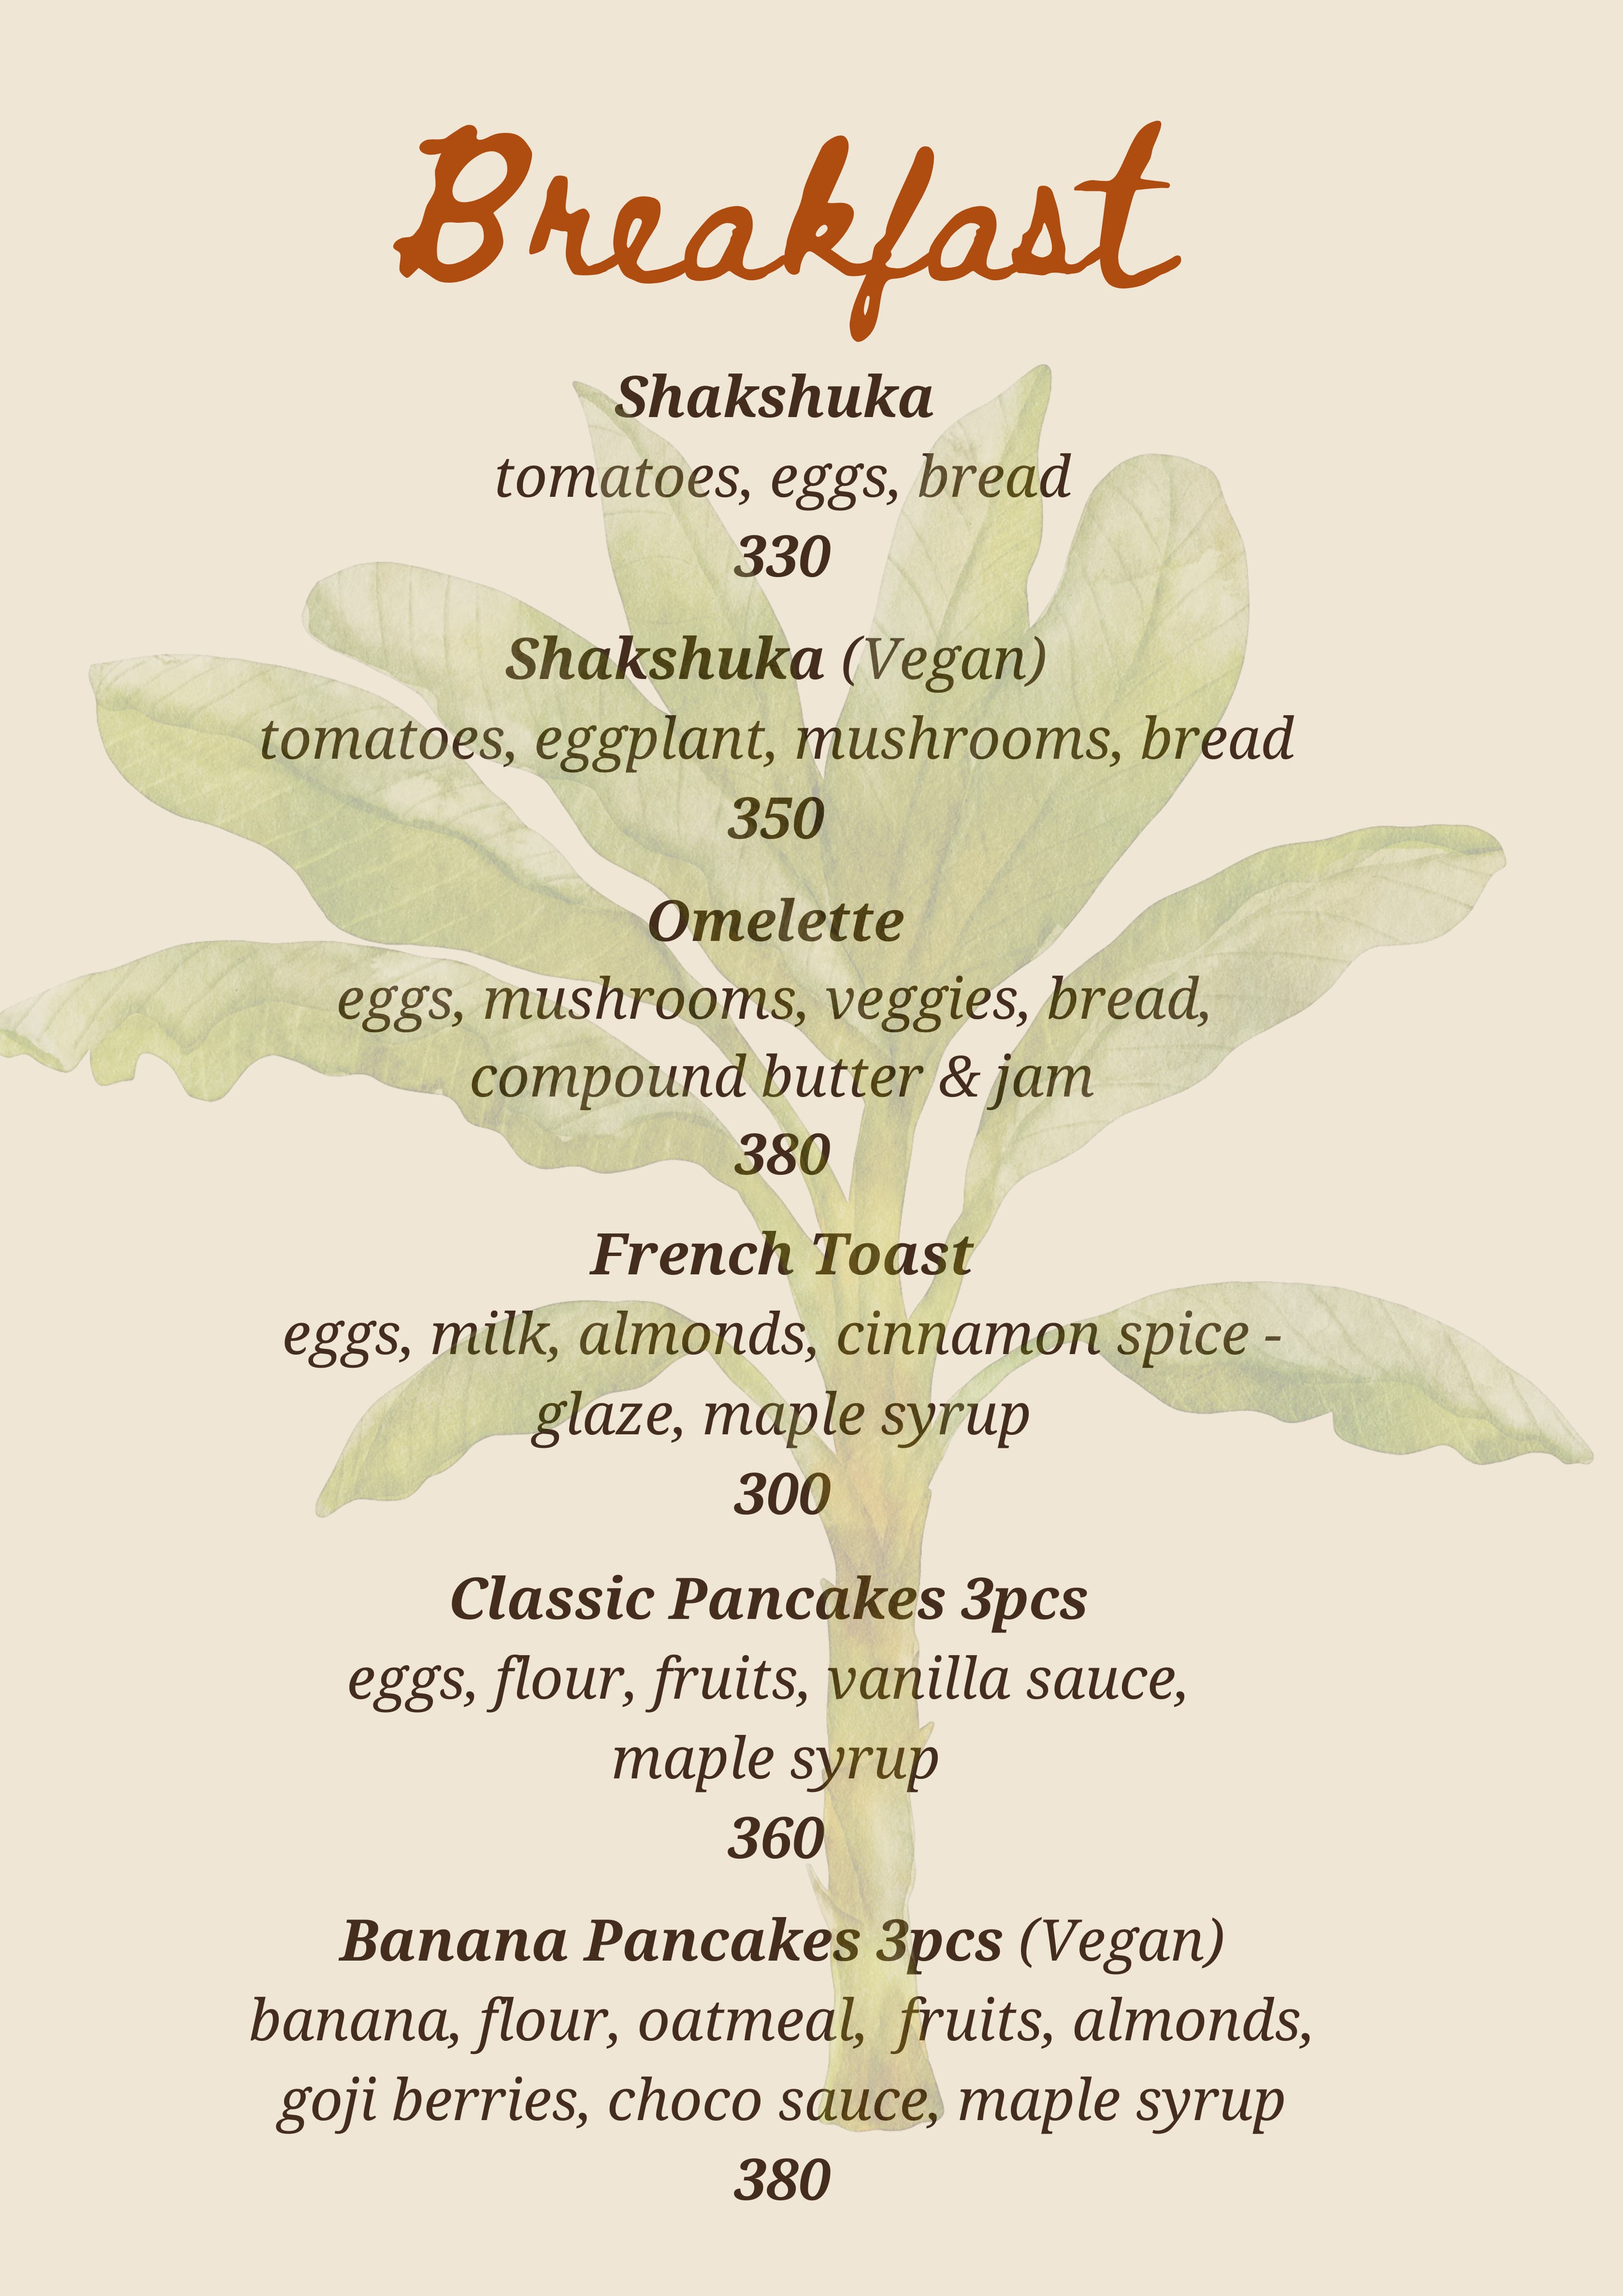 Breakfast
Shakshuka
tomatoes, eggs, bread
330
Shakshuka (Vegan)
tomatoes, eggplant, mushrooms, bread
350
Omelette
eggs, mushrooms, veggies, bread,
compound butter & jam
380
French Toast
eggs, milk, almonds, cinnamon spice -
glaze, maple syrup
300
Classic Pancakes 3pcs
eggs, flour, fruits, vanilla sauce,
maple syrup
360
Banana Pancakes 3pcs (Vegan)
banana, flour, oatmeal, fruits, almonds,
goji berries, choco sauce, maple syrup
380